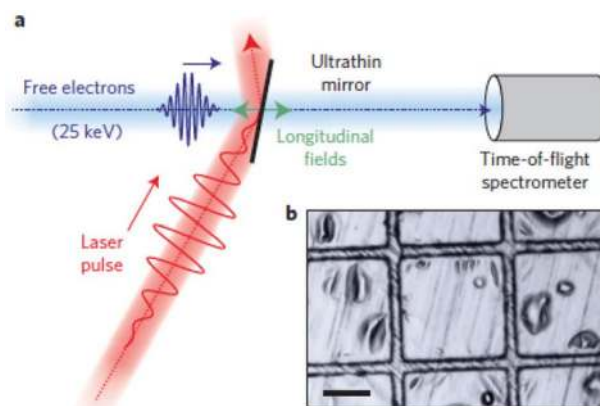 a
Free electrons
(25 keV)
Ultrathin
mirror
Longitudinal
fields
Time-of-flight
spectrometer
Laser
pulse
b